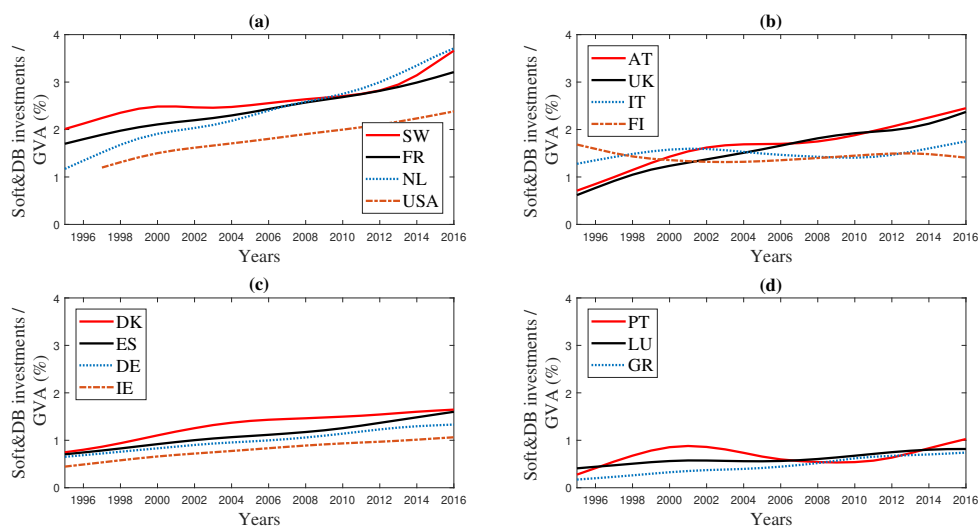 (a)
Soft&DB investments /
GVA (%)
4
3
2
1
0
SW
FR
NL
USA
1996 1998 2000 2002 2004 2006 2008 2010 2012 2014 2016
Years
(b)
Soft&DB investments /
GVA (%)
4
3
2
1
0
AT
UK
IT
FI
1996 1998 2000 2002 2004 2006 2008 2010 2012 2014 2016
Years
(c)
Soft&DB investments /
GVA (%)
4
3
2
1
0
DK
ES
DE
IE
1996 1998 2000 2002 2004 2006 2008 2010 2012 2014 2016
Years
(d)
Soft&DB investments /
GVA (%)
4
3
2
1
0
PT
LU
GR
1996 1998 2000 2002 2004 2006 2008 2010 2012 2014 2016
Years